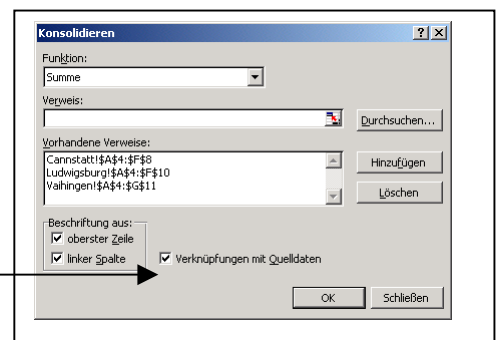 Konsolidieren
Funktion:
Summe
Verweis:
Durchsuchen...
Vorhandene Verweise:
Cannstatt!$A$4:$F$8
Ludwigsburg!$A$4:$F$10
Vaihingen!$A$4:$G$11
Hinzufügen
Löschen
Beschriftung aus:
oberster Zeile
linker Spalte
Verknüpfungen mit Quelldaten
OK
Schließen